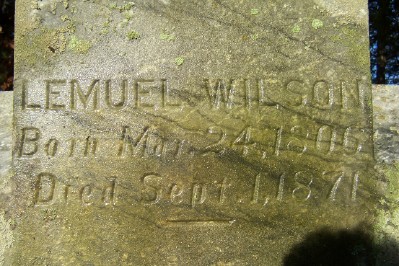 LEMUEL WILSON
Born Mar. 24, 1806
Died Sept. 1, 1871